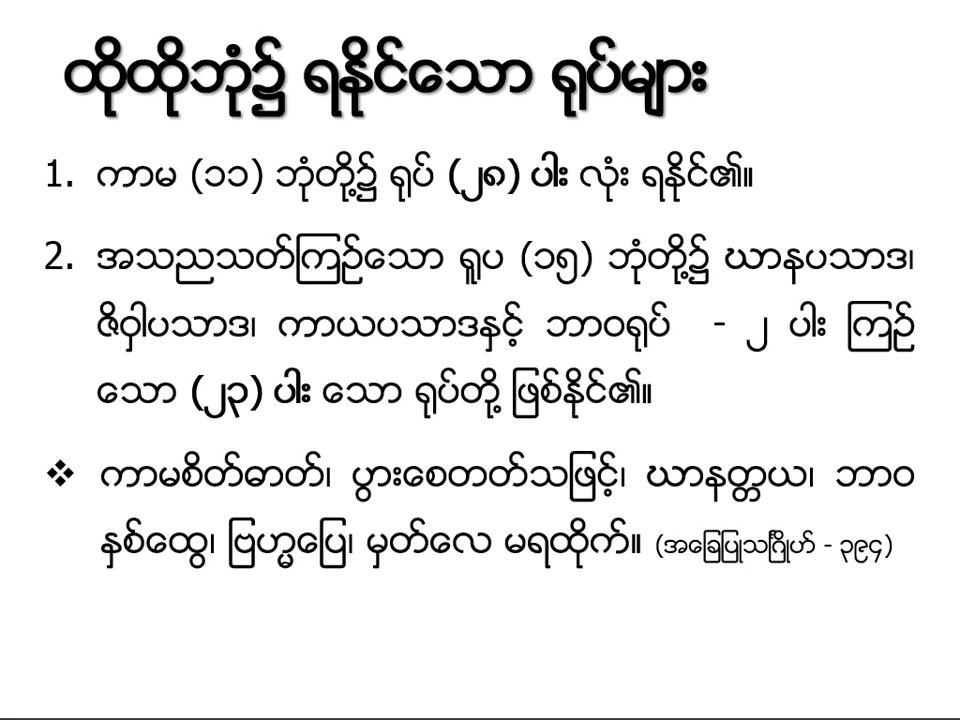 ထိုထိုဘုံ၌ ရနိုင်သော ရုပ်များ
1. ကာမ (၁၁) ဘုံတို့၌ ရုပ် (၂၈) ပါး လုံး ရနိုင်၏။
2. အသညသတ်ကြဉ်သော ရူပ (၁၅) ဘုံတို့၌ ဃာနပသာဒ၊
ဇိဝှါပသာဒ၊ ကာယပသာဒနှင့် ဘာဝရုပ် - ၂ ပါး ကြဉ်
သော (၂၃) ပါး သော ရုပ်တို့ ဖြစ်နိုင်၏။
❖ ကာမစိတ်ဓာတ်၊ ပွားစေတတ်သဖြင့်၊ ဃာနတ္တယ၊ ဘာဝ
နှစ်ထွေ၊ ဗြဟ္မပြေ၊ မှတ်လေ မရထိုက်။ (အခြေပြုသင်္ဂြိုဟ် - ၃၉၄)